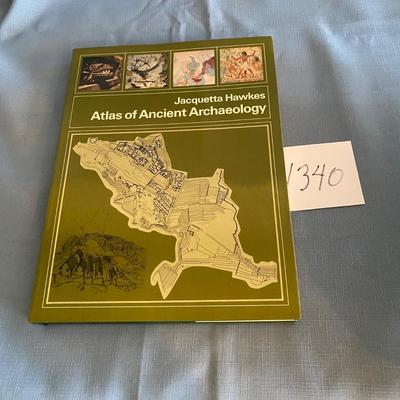 Jacquetta Hawkes
Atlas of Ancient Archaeology
1340